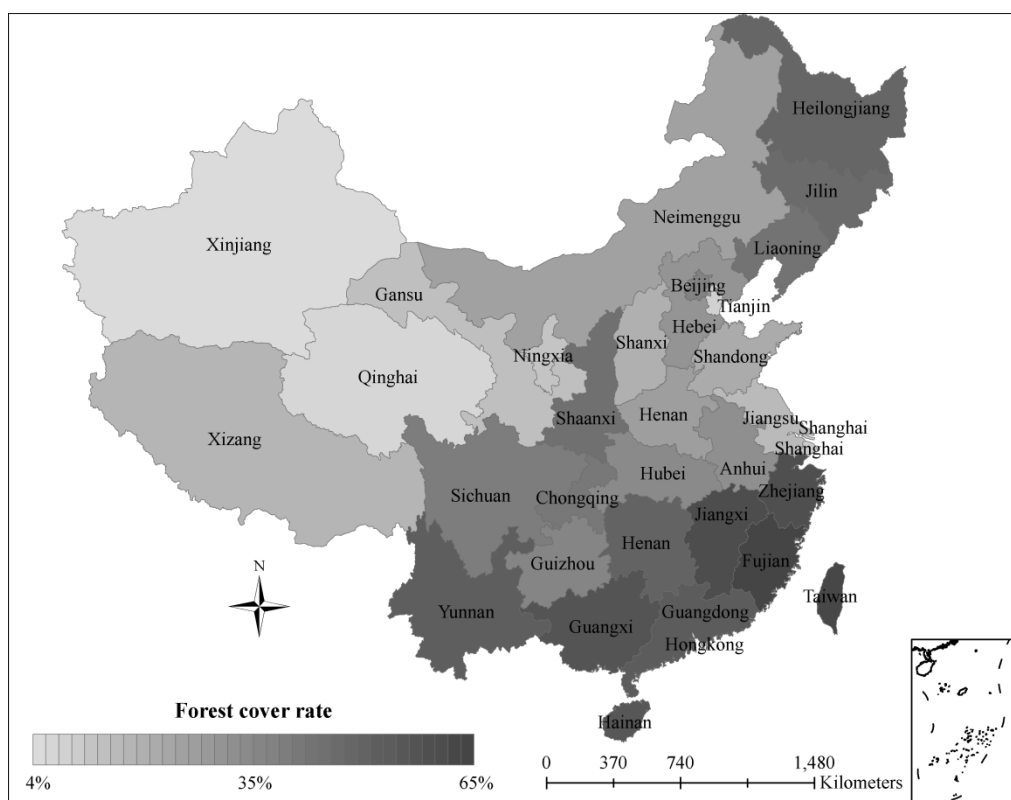 Heilongjiang
Jilin
Neimenggu
Liaoning
Xinjiang
Beijing
Gansu
Tianjin
Hebei
Shanxi
Ningxia
Shandong
Qinghai
Shaanxi
Henan
Jiangsu
Shanghai
Xizang
Shanghai
Hubei
Anhui
Sichuan
Chongqing
Zhejiang
Jiangxi
Henan
Guizhou
Fujian
N
Taiwan
Yunnan
Guangdong
Guangxi
Hongkong
Hainan
Forest cover rate
4% 35% 65%
0 370 740 1,480
Kilometers